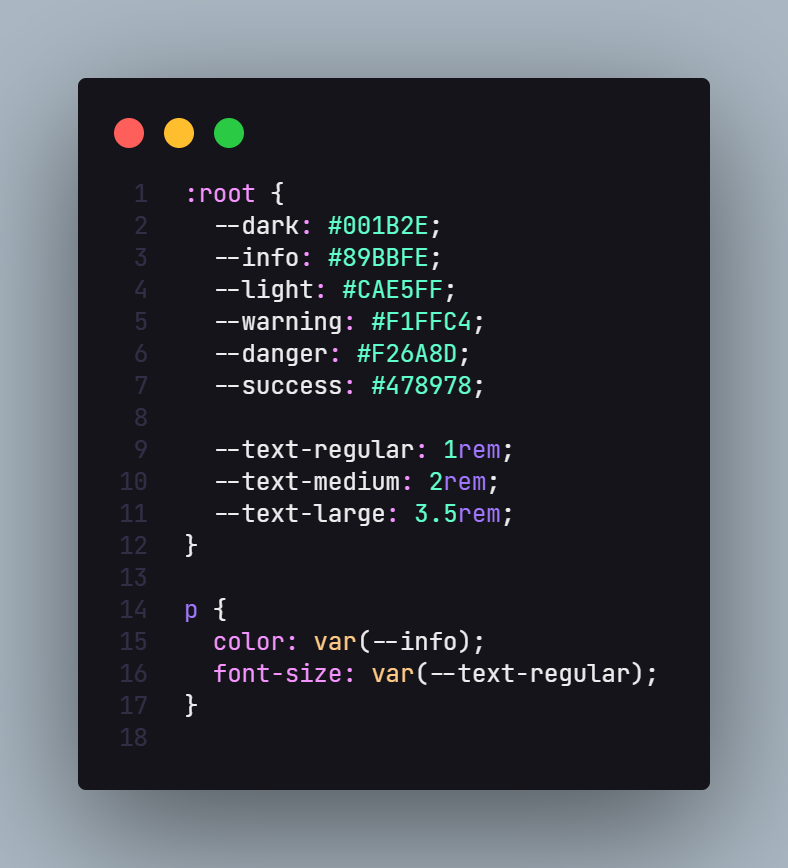 1 :root {
2   --dark: #001B2E;
3   --info: #89BBFE;
4   --light: #CAE5FF;
5   --warning: #F1FFC4;
6   --danger: #F26A8D;
7   --success: #478978;
8
9   --text-regular: 1rem;
10   --text-medium: 2rem;
11   --text-large: 3.5rem;
12 }
13
14 p {
15   color: var(--info);
16   font-size: var(--text-regular);
17 }
18